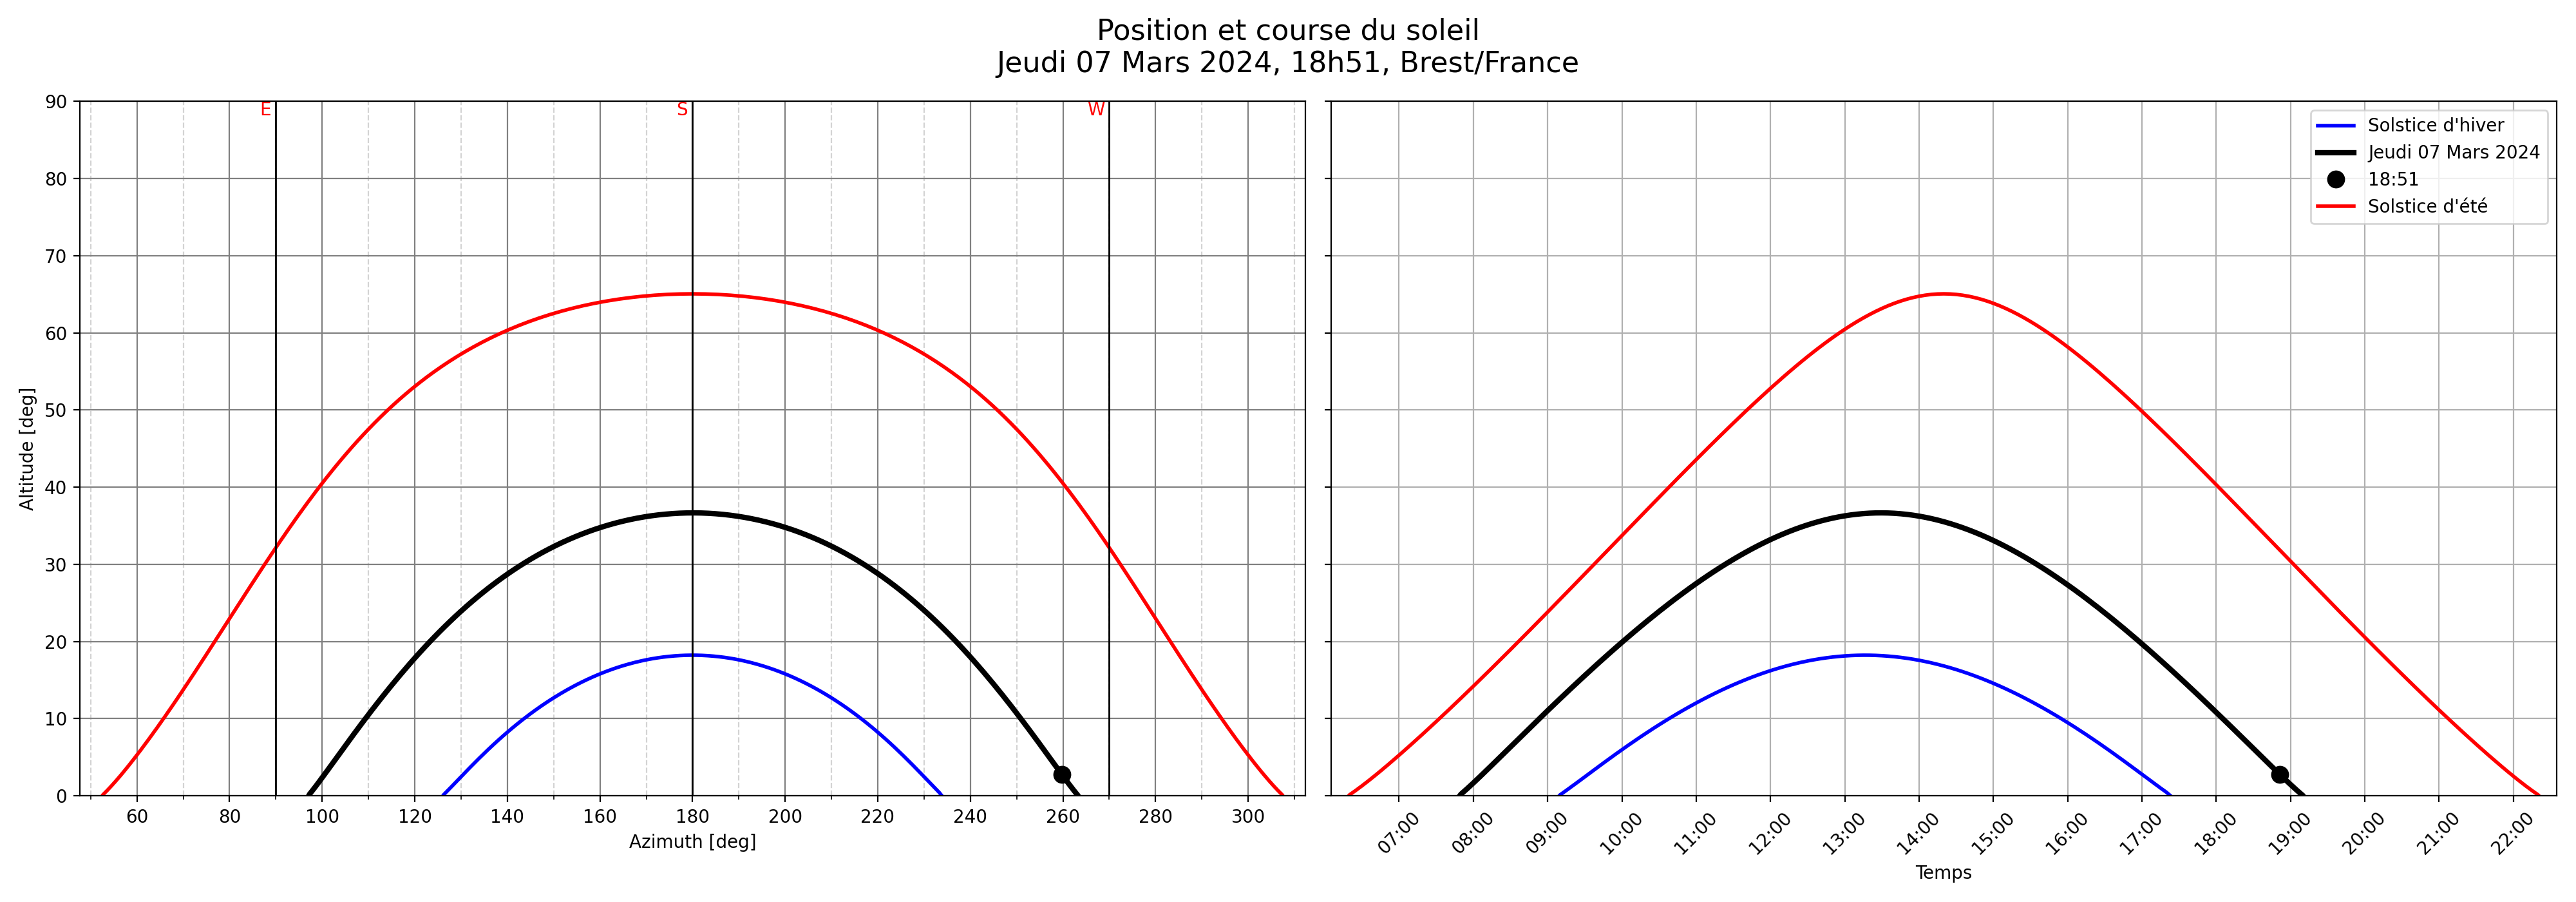 Position et course du soleil
Jeudi 07 Mars 2024, 18h51, Brest/France
E
S
W
90
80
70
60
50
40
30
20
10
0
Altitude [deg]
60 80 100 120 140 160 180 200 220 240 260 280 300
Azimuth [deg]
Solstice d'hiver
Jeudi 07 Mars 2024
18:51
Solstice d'été
07:00 08:00 09:00 10:00 11:00 12:00 13:00 14:00 15:00 16:00 17:00 18:00 19:00 20:00 21:00 22:00
Temps